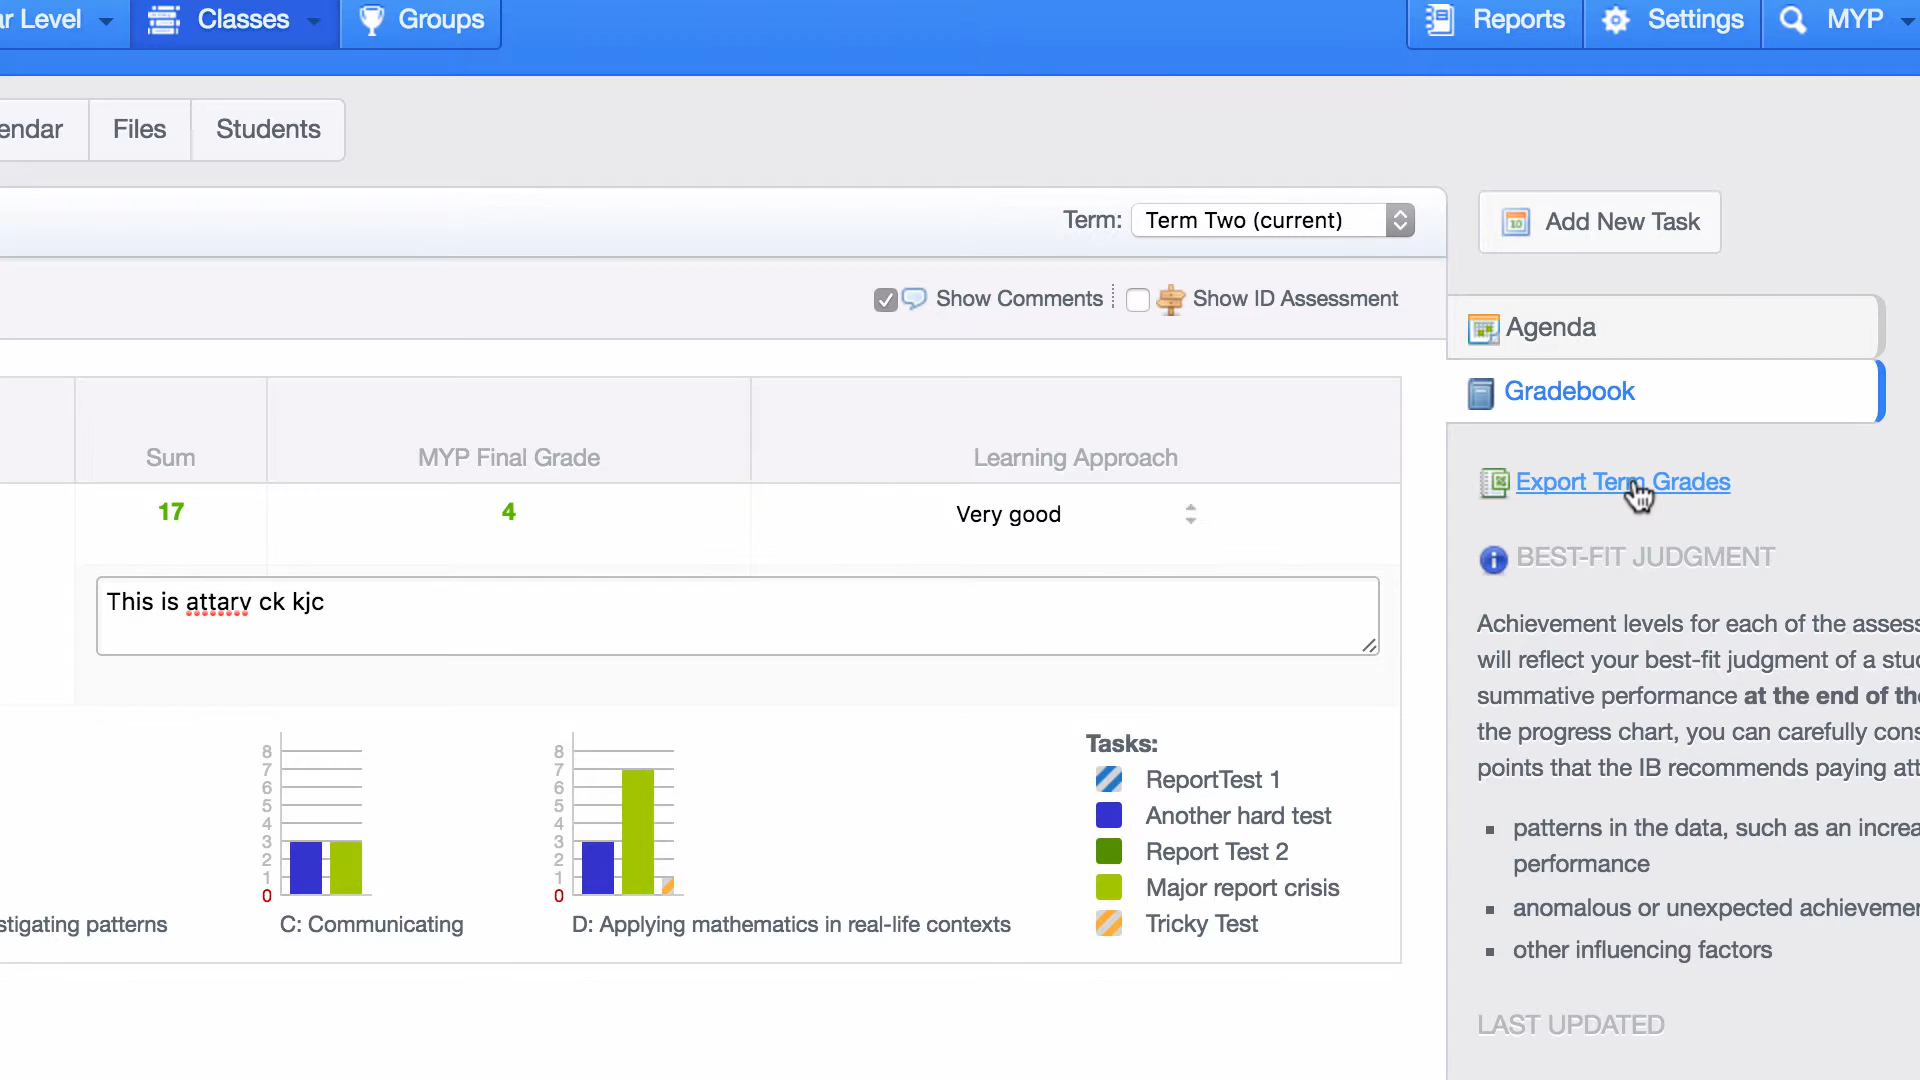 ar Level
Classes
Groups
Reports
Settings
MYP
endar
Files
Students
Term: Term Two (current)
Add New Task
Show Comments
Show ID Assessment
Agenda
Gradebook
Sum
MYP Final Grade
Learning Approach
Export Term Grades
17
4
Very good
BEST-FIT JUDGMENT
This is attarv ck kjc
Achievement levels for each of the assess
will reflect your best-fit judgment of a stu
summative performance at the end of the
the progress chart, you can carefully cons
points that the IB recommends paying att
patterns in the data, such as an increa
performance
anomalous or unexpected achievemen
other influencing factors
LAST UPDATED
8
7
6
5
4
3
2
1
0
8
7
6
5
4
3
2
1
0
Tasks:
ReportTest 1
Another hard test
Report Test 2
Major report crisis
Tricky Test
stigating patterns
C: Communicating
D: Applying mathematics in real-life contexts